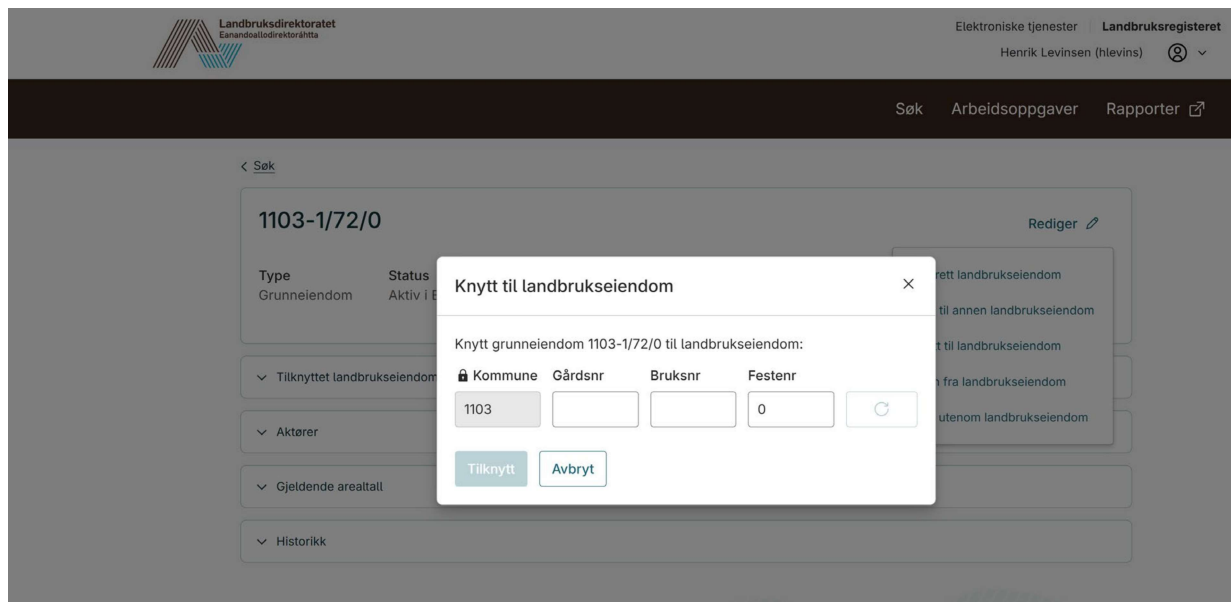 Landbruksdirektoratet
Eanandoallodirektoráhtta
Elektroniske tjenester
Landbruksregisteret
Henrik Levinsen (hlevins)
Søk
Arbeidsoppgaver
Rapporter
Søk
1103-1/72/0
Rediger
Type
Status
Grunneiendom
Aktiv i
Knytt til landbrukseiendom
Knytt grunneiendom 1103-1/72/0 til landbrukseiendom:
Kommune
Gårdsnr
Bruksnr
Festenr
1103
0
Tilknytt
Avbryt
landbrukseiendom
til annen landbrukseiendom
til landbrukseiendom
fra landbrukseiendom
utenom landbrukseiendom
Tilknyttet landbrukseiendom
Aktører
Gjeldende arealtall
Historikk